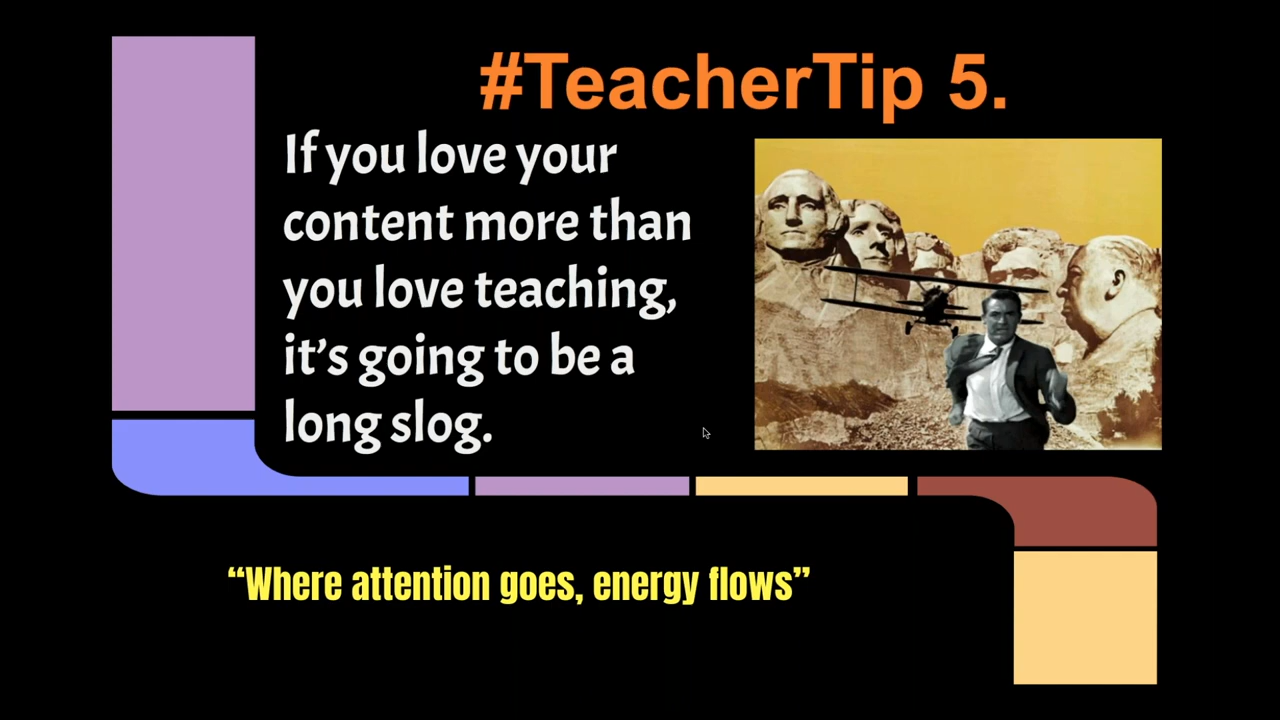 #TeacherTip 5.
If you love your
content more than
you love teaching,
it’s going to be a
long slog.
“Where attention goes, energy flows”